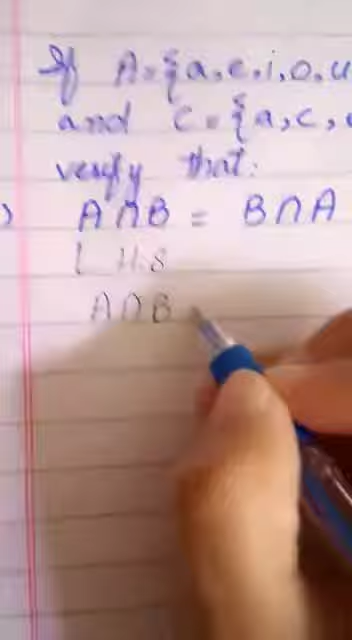 If A = {a, e, i, o, u
and C = {a, c,
verify that:
) A∩B = B∩A
L H S
A∩B